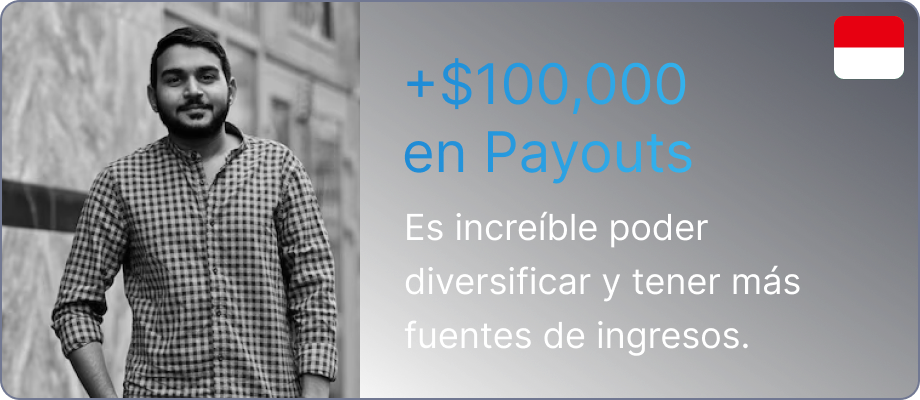 +$100,000
en Payouts
Es increíble poder
diversificar y tener más
fuentes de ingresos.